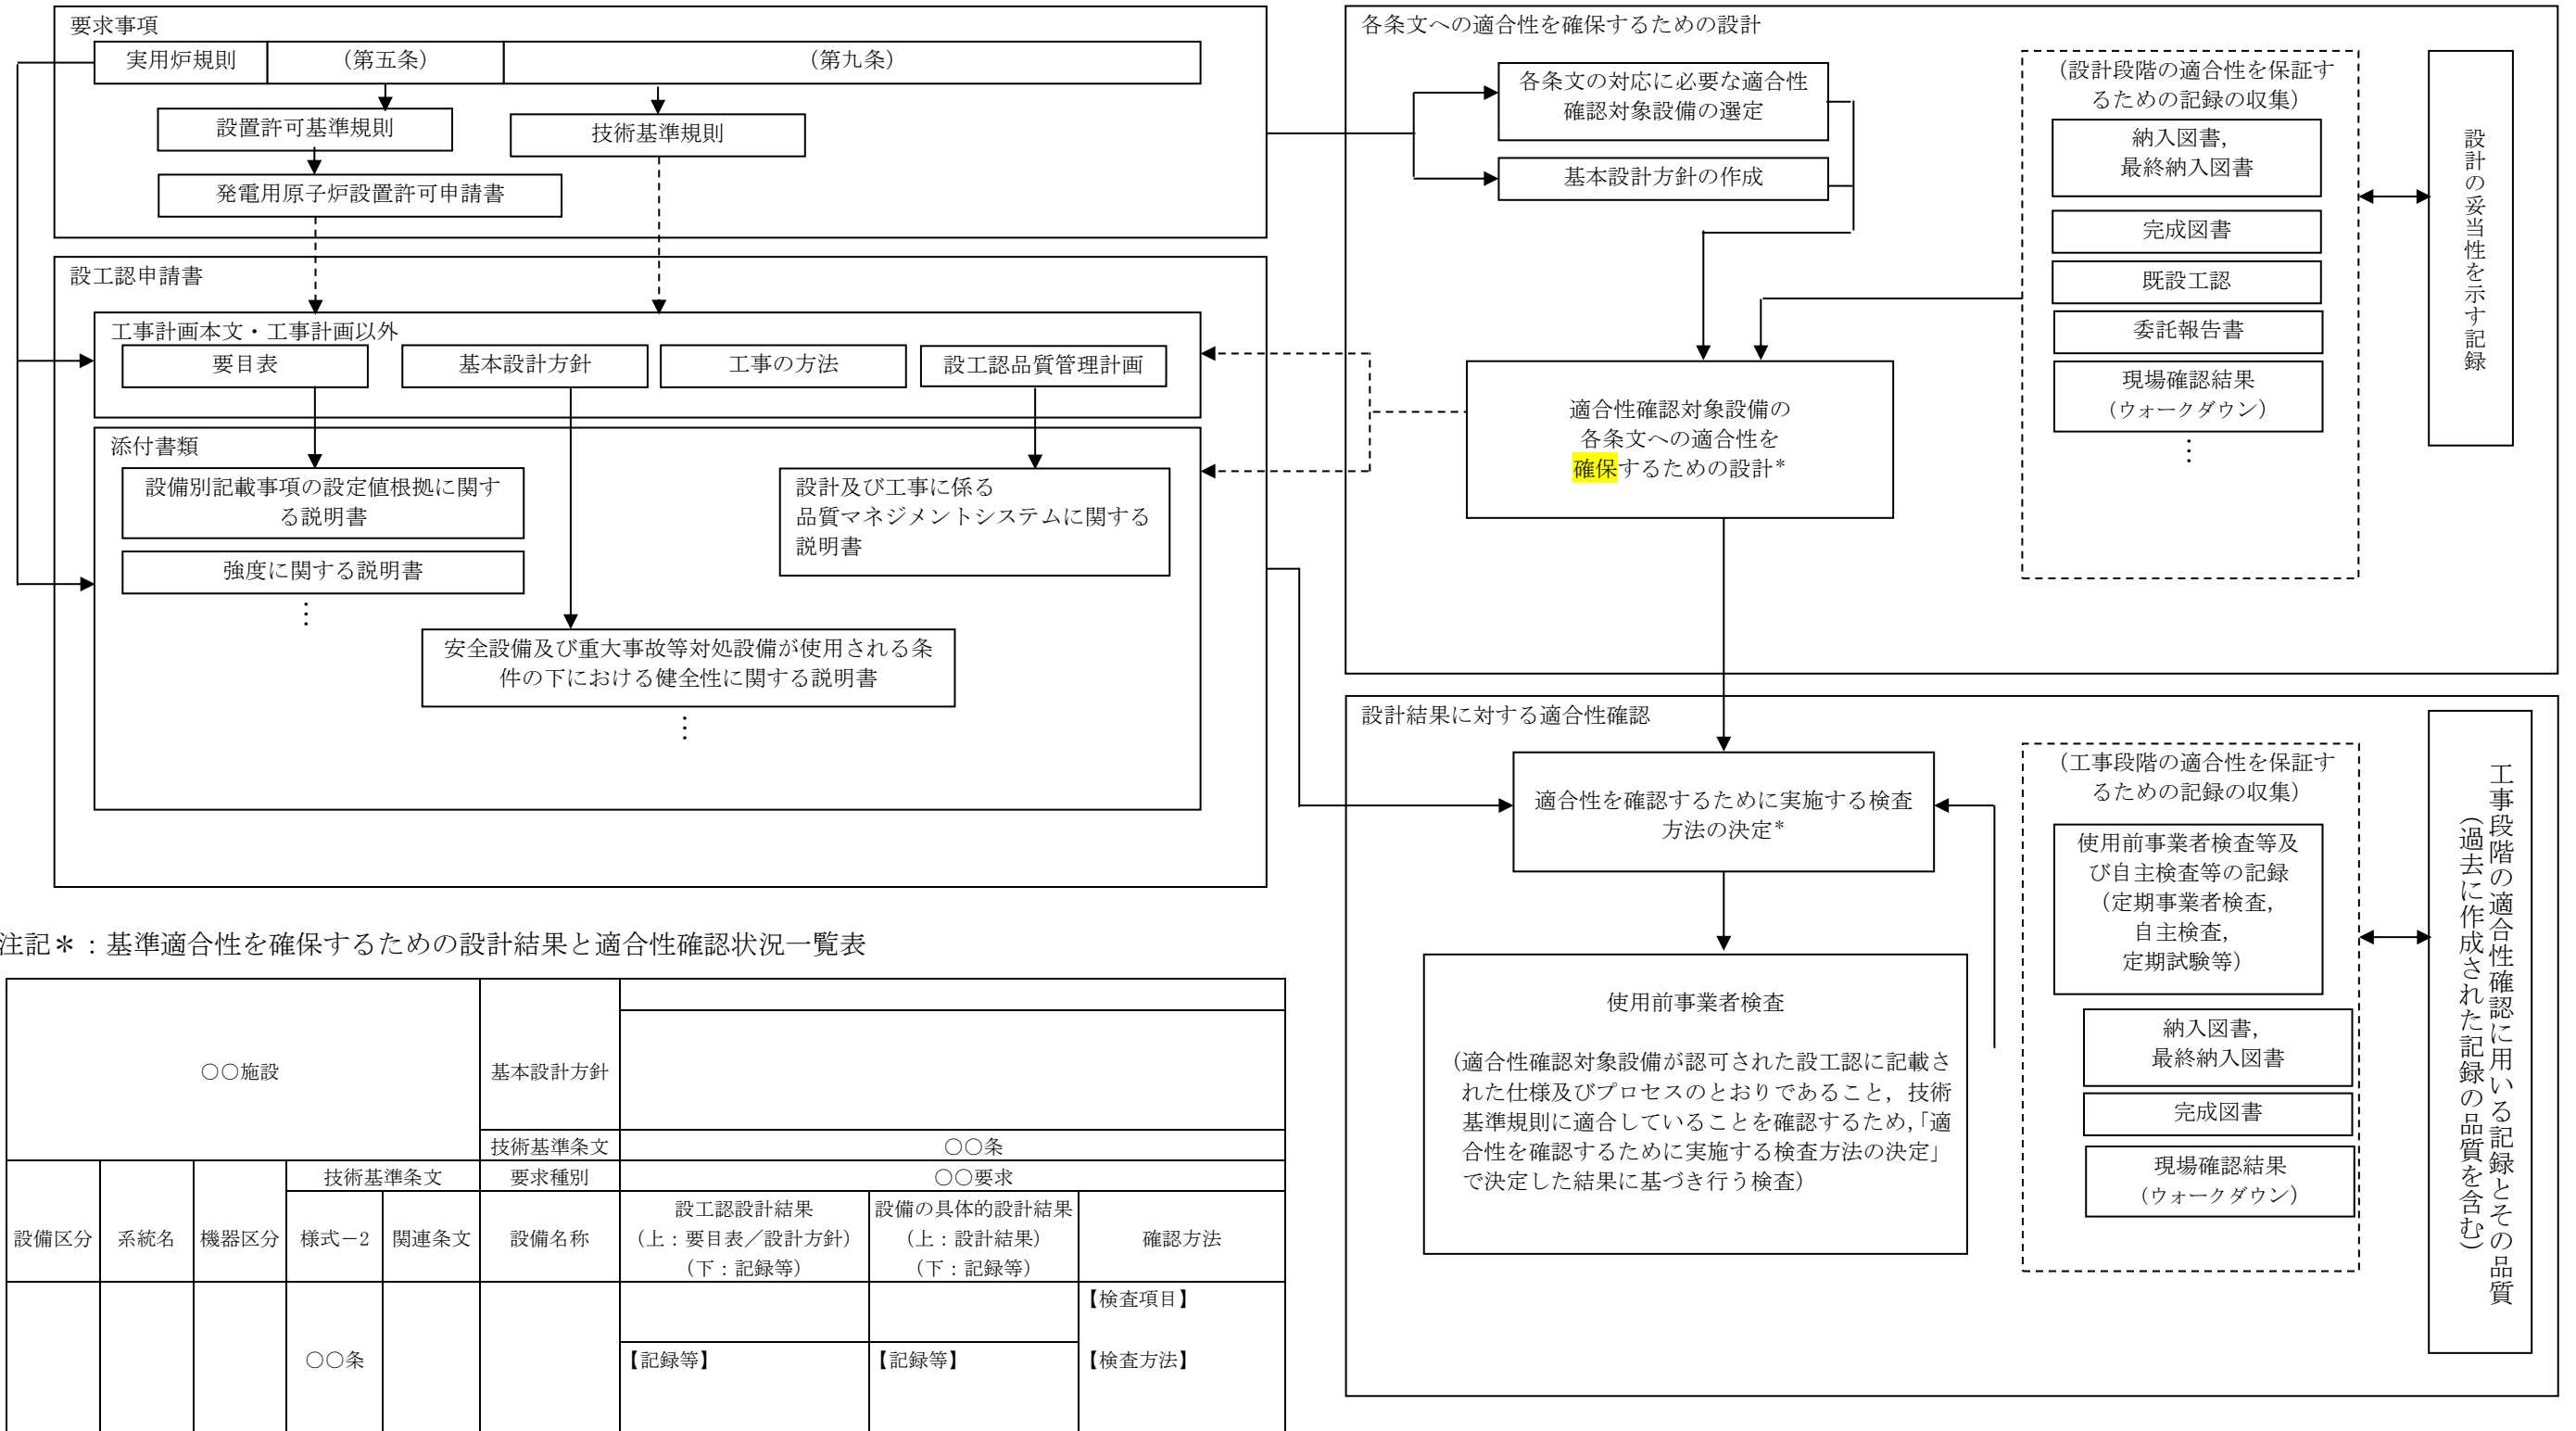 要求事項
実用炉規則
（第五条）
（第九条）
設置許可基準規則
技術基準規則
発電用原子炉設置許可申請書
設工認申請書
工事計画本文・工事計画以外
要目表
基本設計方針
工事の方法
設工認品質管理計画
添付書類
設備別記載事項の設定値根拠に関す
る説明書
強度に関する説明書
⋮
設計及び工事に係る
品質マネジメントシステムに関する
説明書
安全設備及び重大事故等対処設備が使用される条
件の下における健全性に関する説明書
⋮
各条文への適合性を確保するための設計
各条文の対応に必要な適合性
確認対象設備の選定
基本設計方針の作成
適合性確認対象設備の
各条文への適合性を
確保するための設計*
（設計段階の適合性を保証す
るための記録の収集）
納入図書,
最終納入図書
完成図書
既設工認
委託報告書
現場確認結果
（ウォークダウン）
⋮
設計の妥当性を示す記録
設計結果に対する適合性確認
適合性を確認するために実施する検査
方法の決定*
使用前事業者検査
（適合性確認対象設備が認可された設工認に記載さ
れた仕様及びプロセスのとおりであること，技術
基準規則に適合していることを確認するため，「適
合性を確認するために実施する検査方法の決定」
で決定した結果に基づき行う検査）
（工事段階の適合性を保証す
るための記録の収集）
使用前事業者検査等及
び自主検査等の記録
（定期事業者検査,
自主検査,
定期試験等）
納入図書,
最終納入図書
完成図書
現場確認結果
（ウォークダウン）
工事段階の適合性確認に用いる記録とその品質
（過去に作成された記録の品質を含む）
注記＊：基準適合性を確保するための設計結果と適合性確認状況一覧表
○○施設
基本設計方針
技術基準条文
○○条
技術基準条文
要求種別
○○要求
設備区分
系統名
機器区分
様式－2
関連条文
設備名称
設工認設計結果
（上：要目表／設計方針）
（下：記録等）
設備の具体的設計結果
（上：設計結果）
（下：記録等）
確認方法
【検査項目】
○○条
【記録等】
【記録等】
【検査方法】